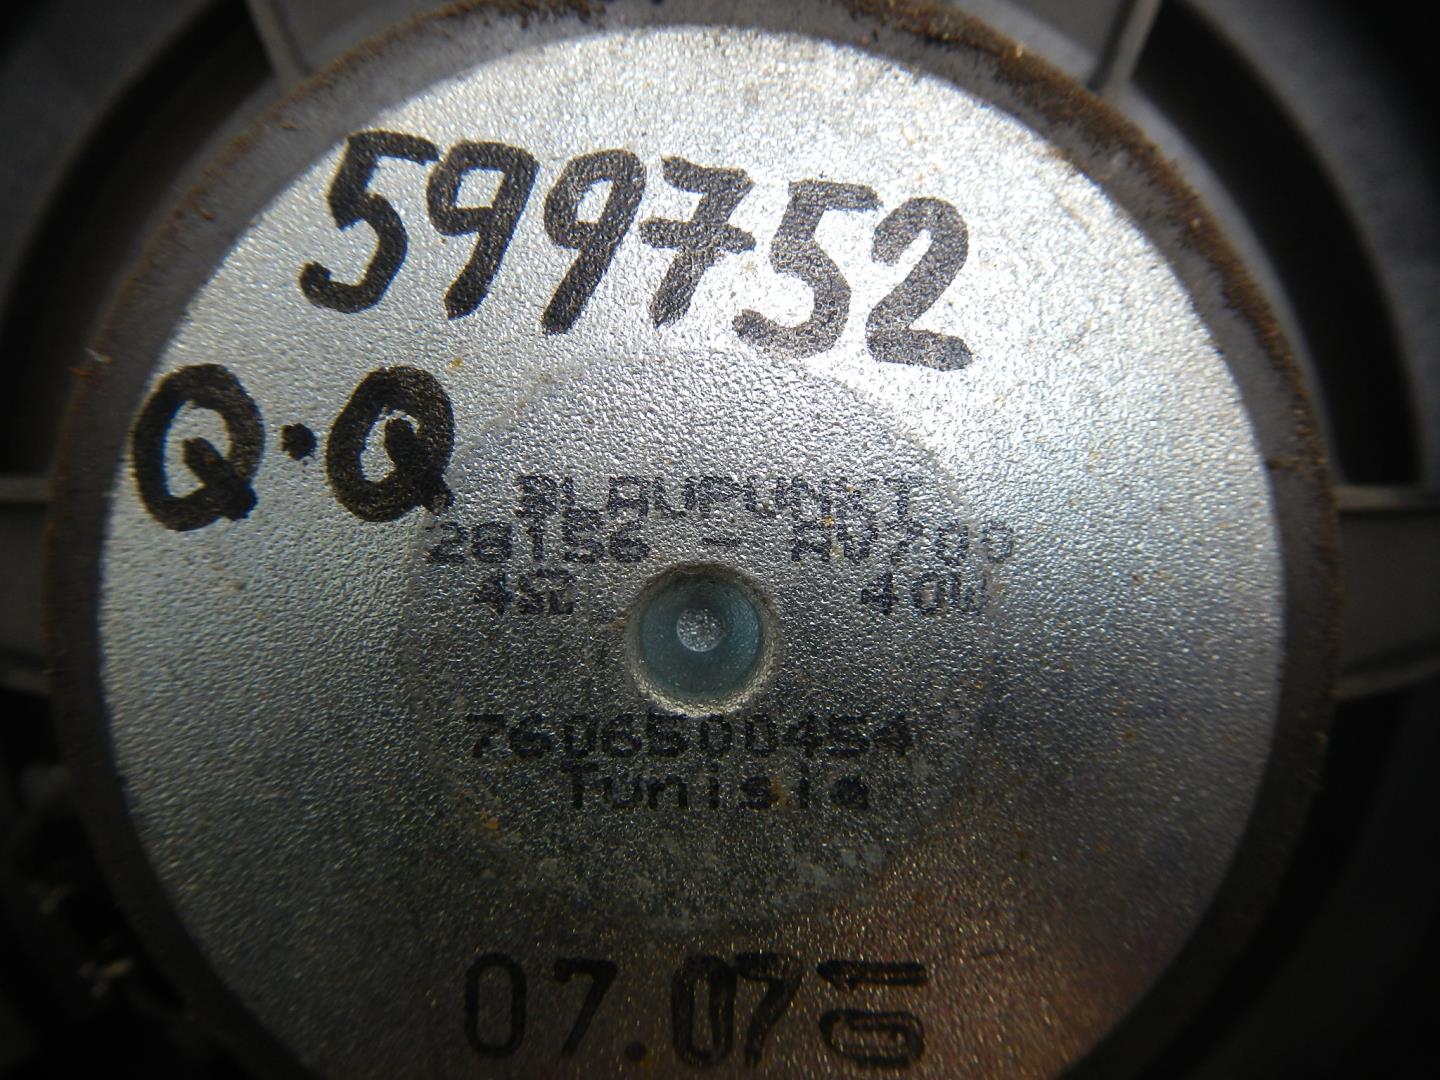 599752
Q.Q
BLAUPUNKT
28156 - AV700
4Ω 40W
7606500454
Tunisia
07.07